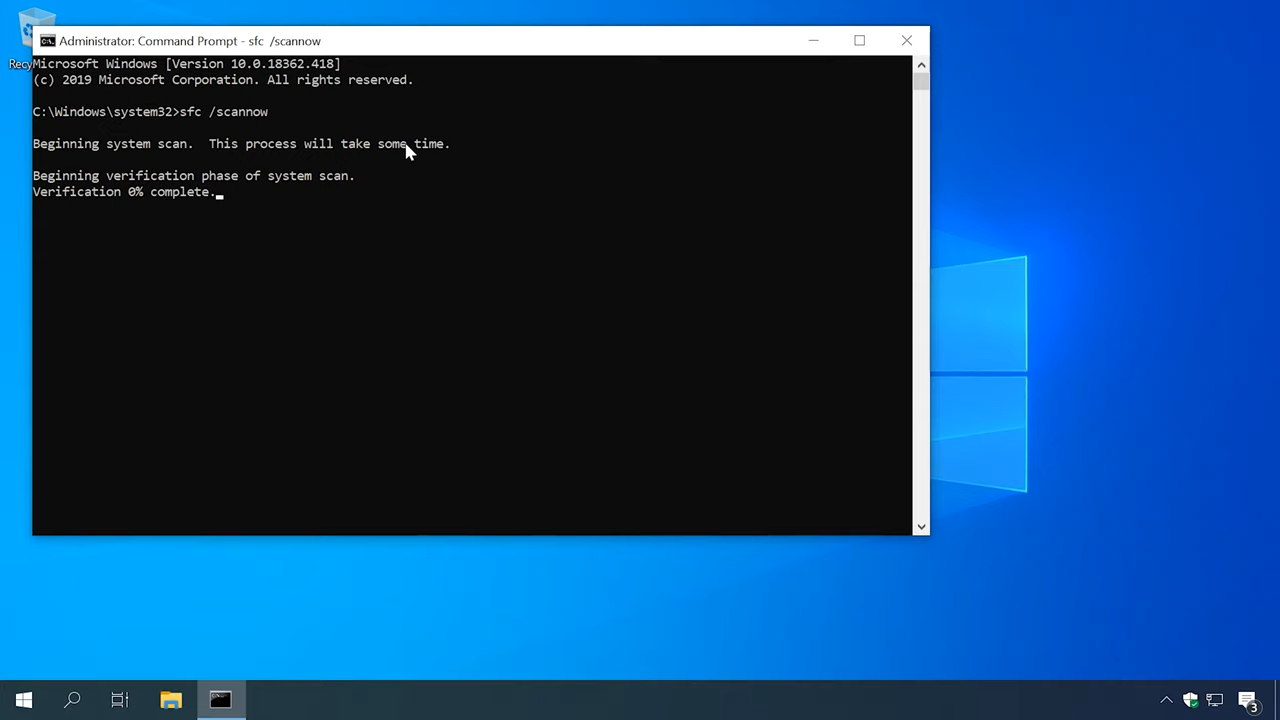 Administrator: Command Prompt - sfc  /scannow
Recy
Microsoft Windows [Version 10.0.18362.418]
(c) 2019 Microsoft Corporation. All rights reserved.
C:\Windows\system32>sfc /scannow
Beginning system scan.  This process will take some time.
Beginning verification phase of system scan.
Verification 0% complete.
3